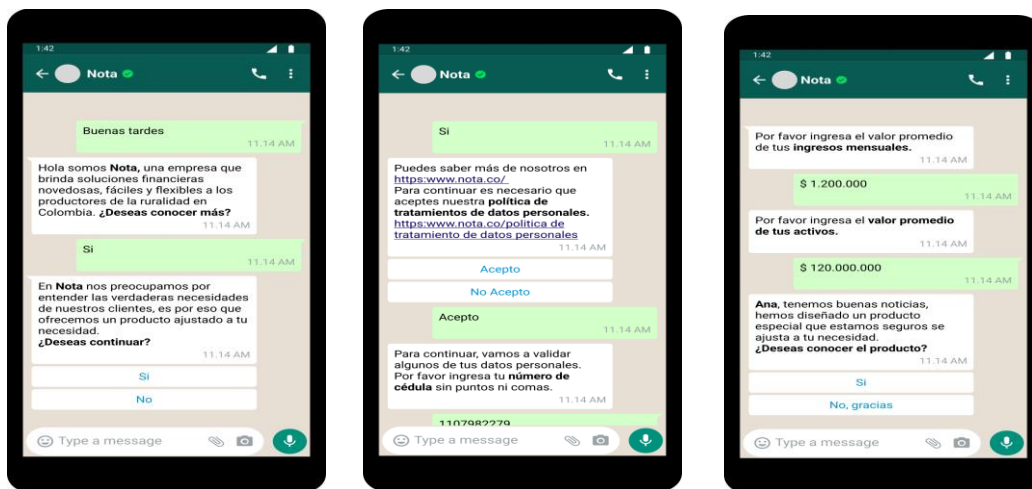 1:42
Nota
Buenas tardes
11.14 AM
Hola somos Nota, una empresa que
brinda soluciones financieras
novedosas, fáciles y flexibles a los
productores de la ruralidad en
Colombia. ¿Deseas conocer más?
11.14 AM
Si
11.14 AM
En Nota nos preocupamos por
entender las verdaderas necesidades
de nuestros clientes, es por eso que
ofrecemos un producto ajustado a tu
necesidad.
¿Deseas continuar?
11.14 AM
Si
No
Type a message
1:42
Nota
Si
11.14 AM
Puedes saber más de nosotros en
https:www.nota.co/
Para continuar es necesario que
aceptes nuestra política de
tratamientos de datos personales.
https:www.nota.co/politica de
tratamiento de datos personales
11.14 AM
Acepto
No Acepto
Acepto
11.14 AM
Para continuar, vamos a validar
algunos de tus datos personales.
Por favor ingresa tu número de
cédula sin puntos ni comas.
11.14 AM
1107982279
Type a message
1:42
Nota
Por favor ingresa el valor promedio
de tus ingresos mensuales.
11.14 AM
$ 1.200.000
11.14 AM
Por favor ingresa el valor promedio
de tus activos.
11.14 AM
$ 120.000.000
11.14 AM
Ana, tenemos buenas noticias,
hemos diseñado un producto
especial que estamos seguros se
ajusta a tu necesidad.
¿Deseas conocer el producto?
11.14 AM
Si
No, gracias
Type a message